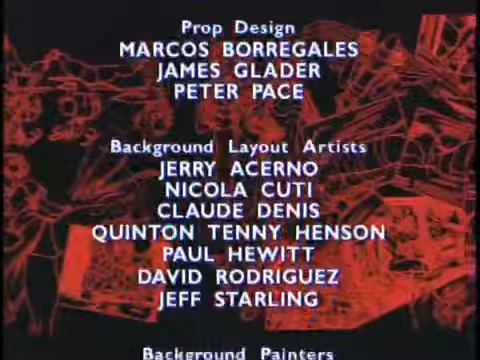 Prop Design
MARCOS BORREGALES
JAMES GLADER
PETER PACE
Background Layout Artists
JERRY ACERNO
NICOLA CUTI
CLAUDE DENIS
QUINTON TENNY HENSON
PAUL HEWITT
DAVID RODRIGUEZ
JEFF STARLING
Background Painters